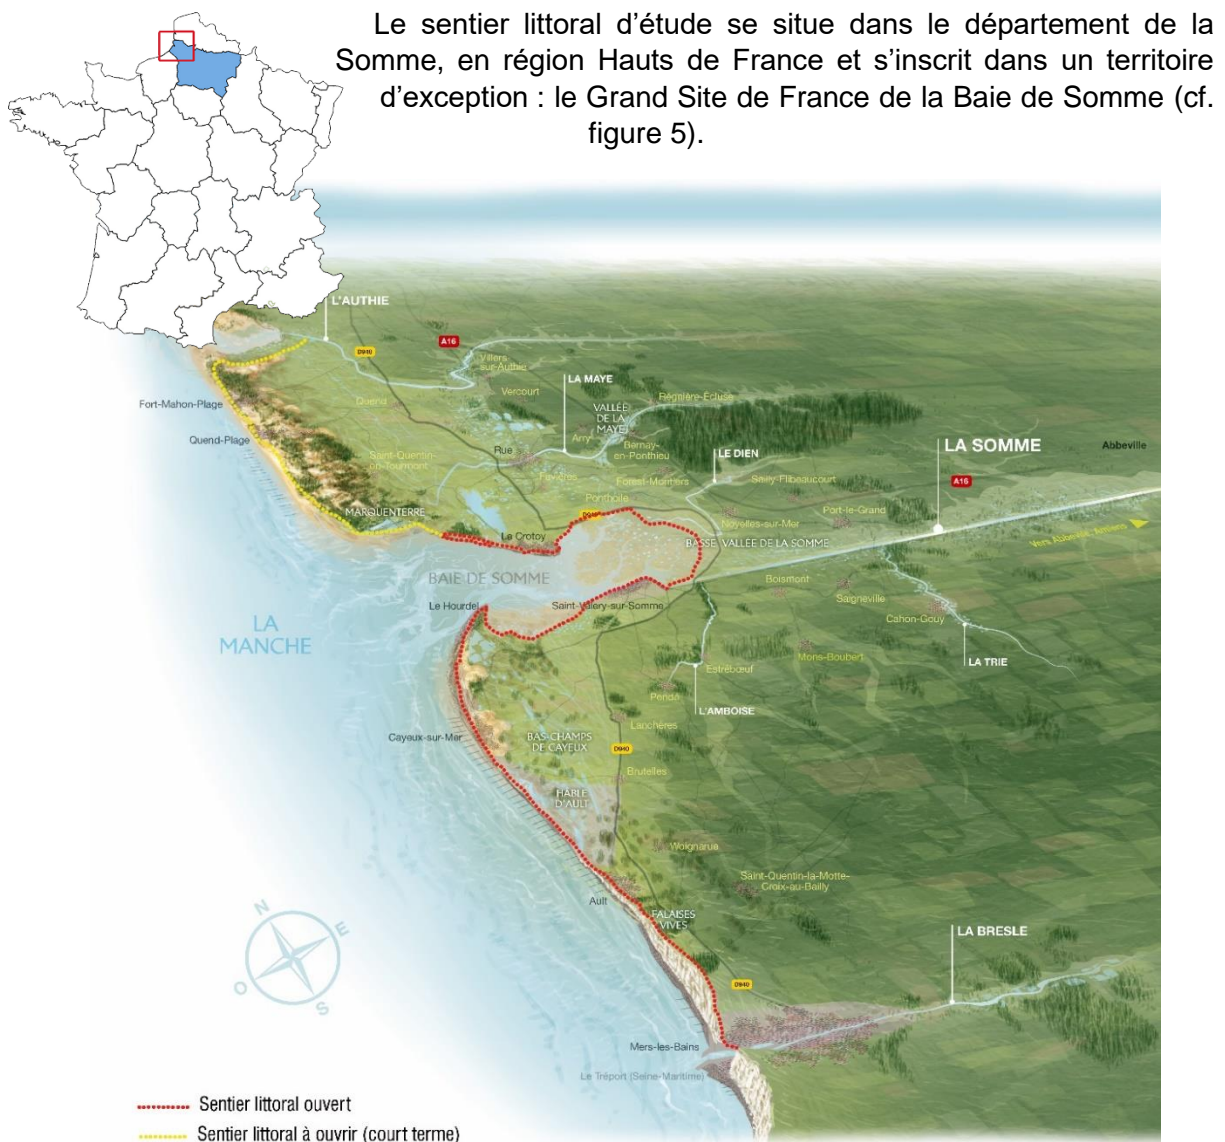 Le sentier littoral d’étude se situe dans le département de la
Somme, en région Hauts de France et s’inscrit dans un territoire
d’exception : le Grand Site de France de la Baie de Somme (cf.
figure 5).
L'AUTHIE
A16
D940
Villers
sur-Authie
Vercourt
Quend
LA MAYE
Fort-Mahon-Plage
VALLÉE
DE LA
MAYE
Régnière-Écluse
Quend-Plage
Arry
Bernay-
en-Ponthieu
Rue
LE DIEN
LA SOMME
Abbeville
Saint-Quentin
en-Tourmont
Favières
Forest-Montiers
Sailly-Flibeaucourt
A16
Ponthoile
MARQUENTERRE
D940
Noyelles-sur-Mer
Port-le-Grand
Le Crotoy
BASSE VALLÉE DE LA SOMME
Vers Abbeville, Amiens
BAIE DE SOMME
Boismont
Saigneville
Le Hourdel
Saint-Valery-sur-Somme
Cahon-Gouy
LA
MANCHE
Mons-Boubert
LA TRIE
Estrébœuf
Pendé
L'AMBOISE
Lanchères
Cayeux-sur-Mer
BAS-CHAMPS
DE CAYEUX
D940
Brutelles
HÂBLE
D'AULT
Woignarue
Saint-Quentin-la-Motte-
Croix-au-Bailly
Ault
FALAISES
VIVES
N
E
O
S
LA BRESLE
D940
Mers-les-Bains
Le Tréport (Seine-Maritime)
Sentier littoral ouvert
Sentier littoral à ouvrir (court terme)